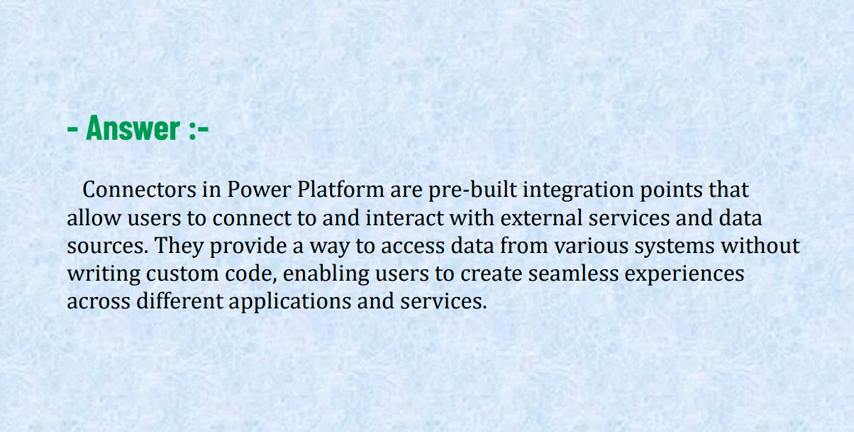 - Answer :-
Connectors in Power Platform are pre-built integration points that
allow users to connect to and interact with external services and data
sources. They provide a way to access data from various systems without
writing custom code, enabling users to create seamless experiences
across different applications and services.